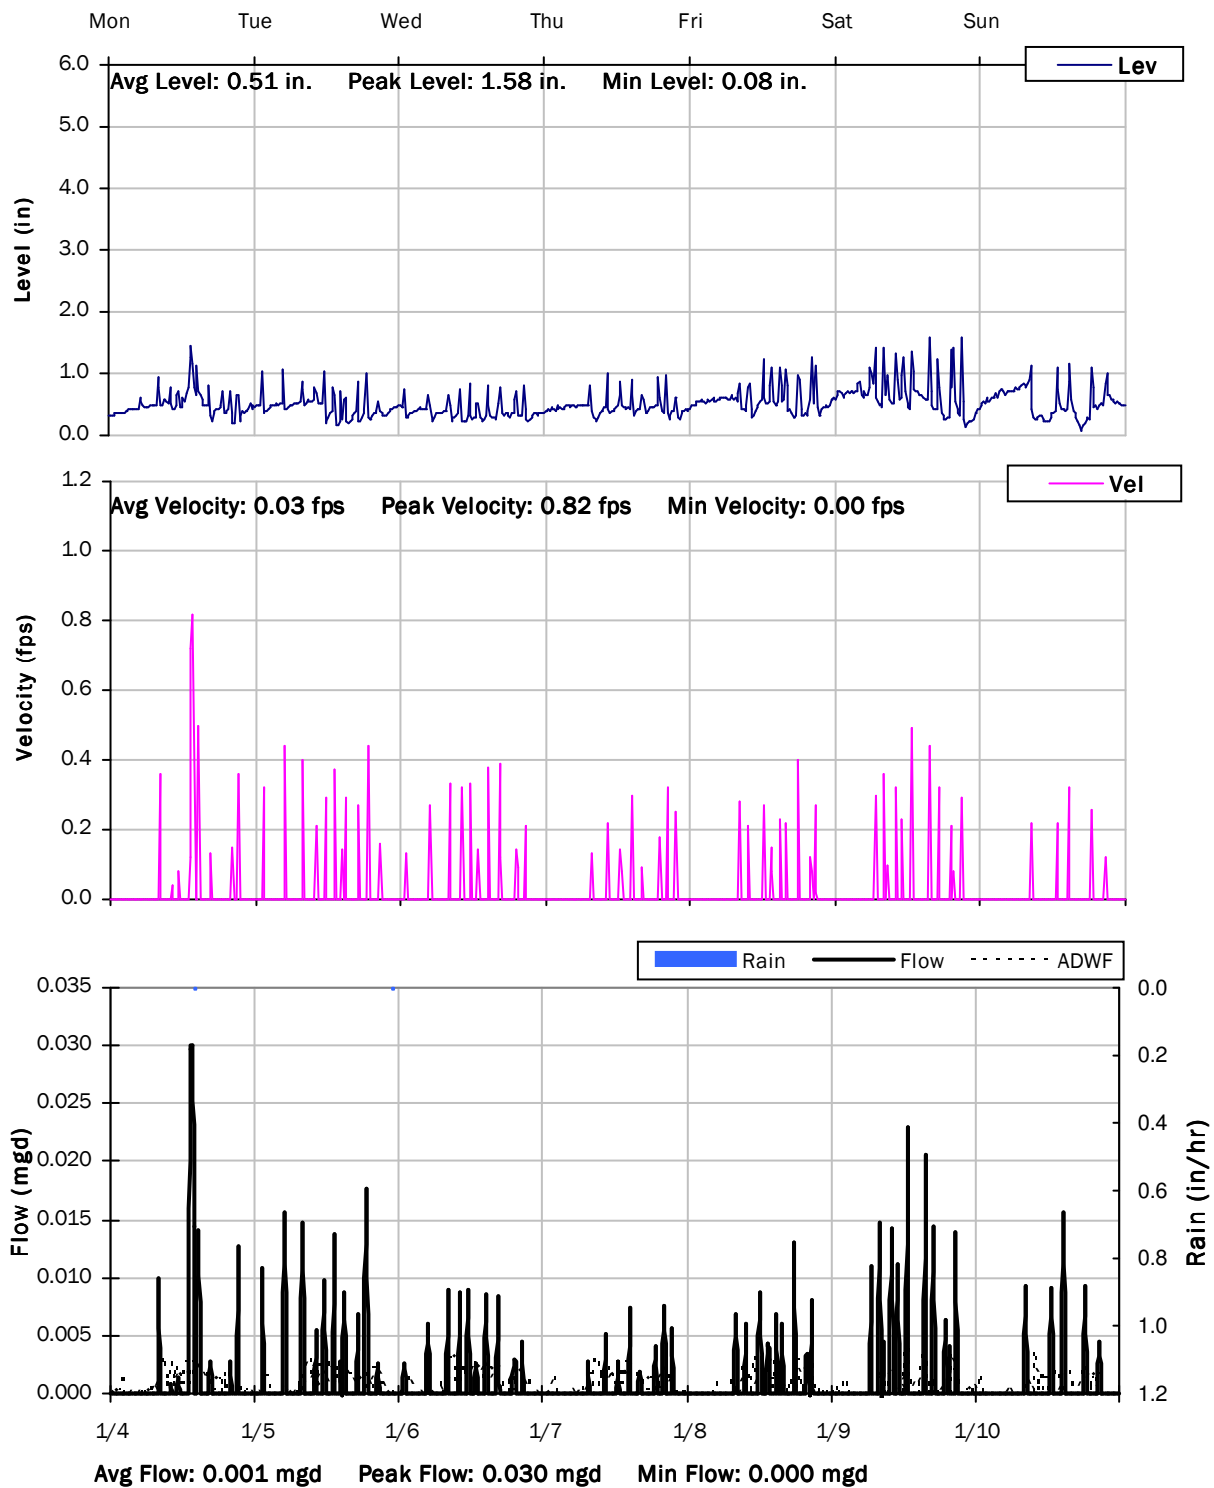 Mon Tue Wed Thu Fri Sat Sun
6.0
Lev
Avg Level: 0.51 in. Peak Level: 1.58 in. Min Level: 0.08 in.
5.0
4.0
3.0
2.0
1.0
0.0
Level (in)
1.2
Vel
Avg Velocity: 0.03 fps Peak Velocity: 0.82 fps Min Velocity: 0.00 fps
1.0
0.8
0.6
0.4
0.2
0.0
Velocity (fps)
Rain Flow ADWF
0.035
0.030
0.025
0.020
0.015
0.010
0.005
0.000
Flow (mgd)
0.0
0.2
0.4
0.6
0.8
1.0
1.2
Rain (in/hr)
1/4 1/5 1/6 1/7 1/8 1/9 1/10
Avg Flow: 0.001 mgd Peak Flow: 0.030 mgd Min Flow: 0.000 mgd